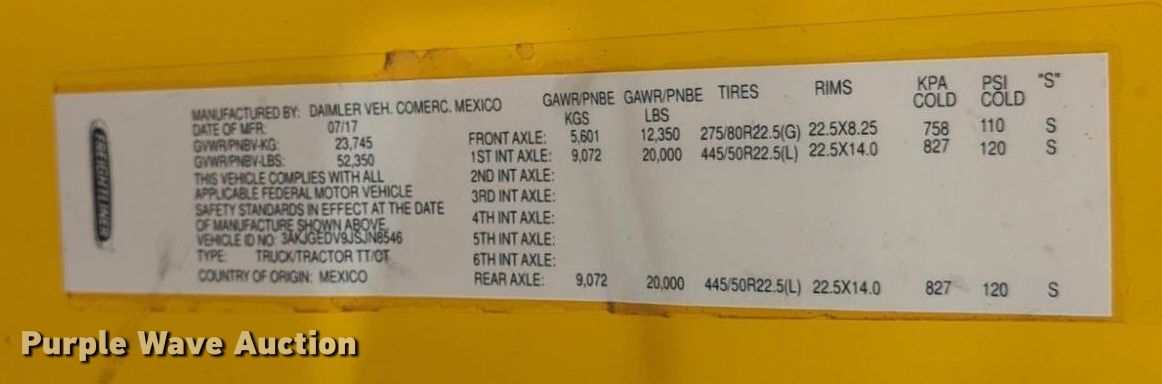 FREIGHTLINER
MANUFACTURED BY: DAIMLER VEH. COMERC. MEXICO
DATE OF MFR: 07/17
GVWR/PNBV-KG: 23,745
GVWR/PNBV-LBS: 52,350
THIS VEHICLE COMPLIES WITH ALL
APPLICABLE FEDERAL MOTOR VEHICLE
SAFETY STANDARDS IN EFFECT AT THE DATE
OF MANUFACTURE SHOWN ABOVE.
VEHICLE ID NO: 3AKJGEDV9JSJN8546
TYPE: TRUCK/TRACTOR TT/CT
COUNTRY OF ORIGIN: MEXICO
GAWR/PNBE GAWR/PNBE TIRES RIMS KPA PSI "S"
KGS LBS COLD COLD
FRONT AXLE: 5,601 12,350 275/80R22.5(G) 22.5X8.25 758 110 S
1ST INT AXLE: 9,072 20,000 445/50R22.5(L) 22.5X14.0 827 120 S
2ND INT AXLE:
3RD INT AXLE:
4TH INT AXLE:
5TH INT AXLE:
6TH INT AXLE:
REAR AXLE: 9,072 20,000 445/50R22.5(L) 22.5X14.0 827 120 S
Purple Wave Auction